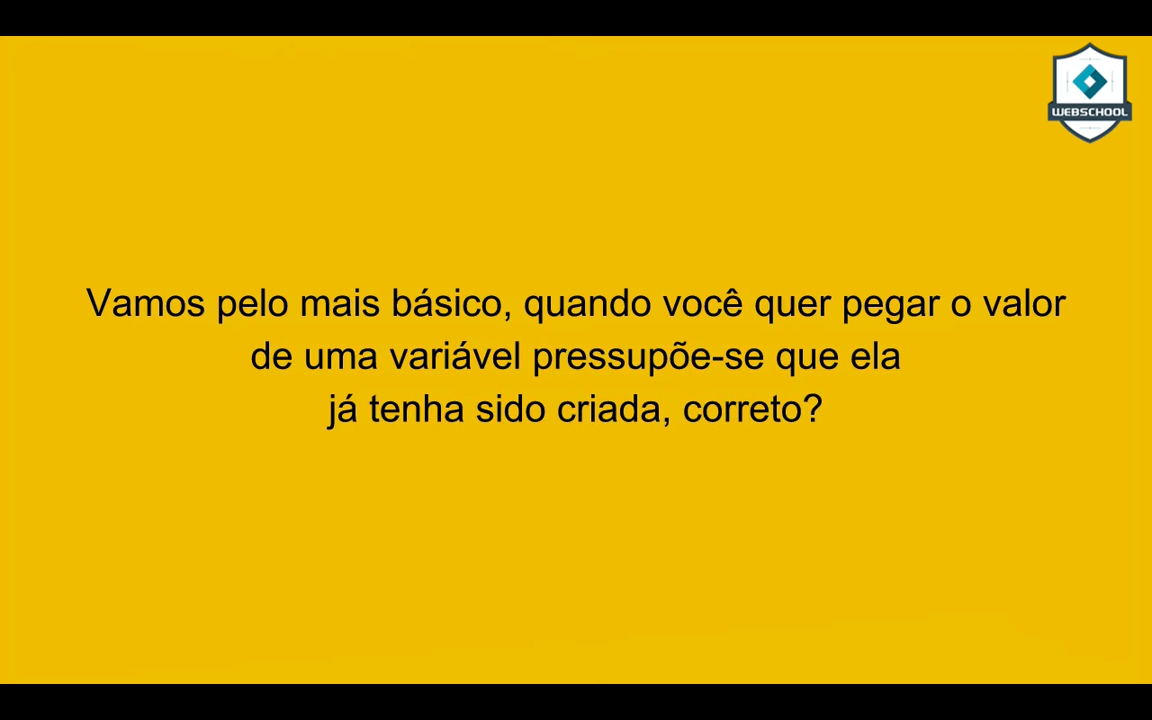 WEBSCHOOL
Vamos pelo mais básico, quando você quer pegar o valor
de uma variável pressupõe-se que ela
já tenha sido criada, correto?